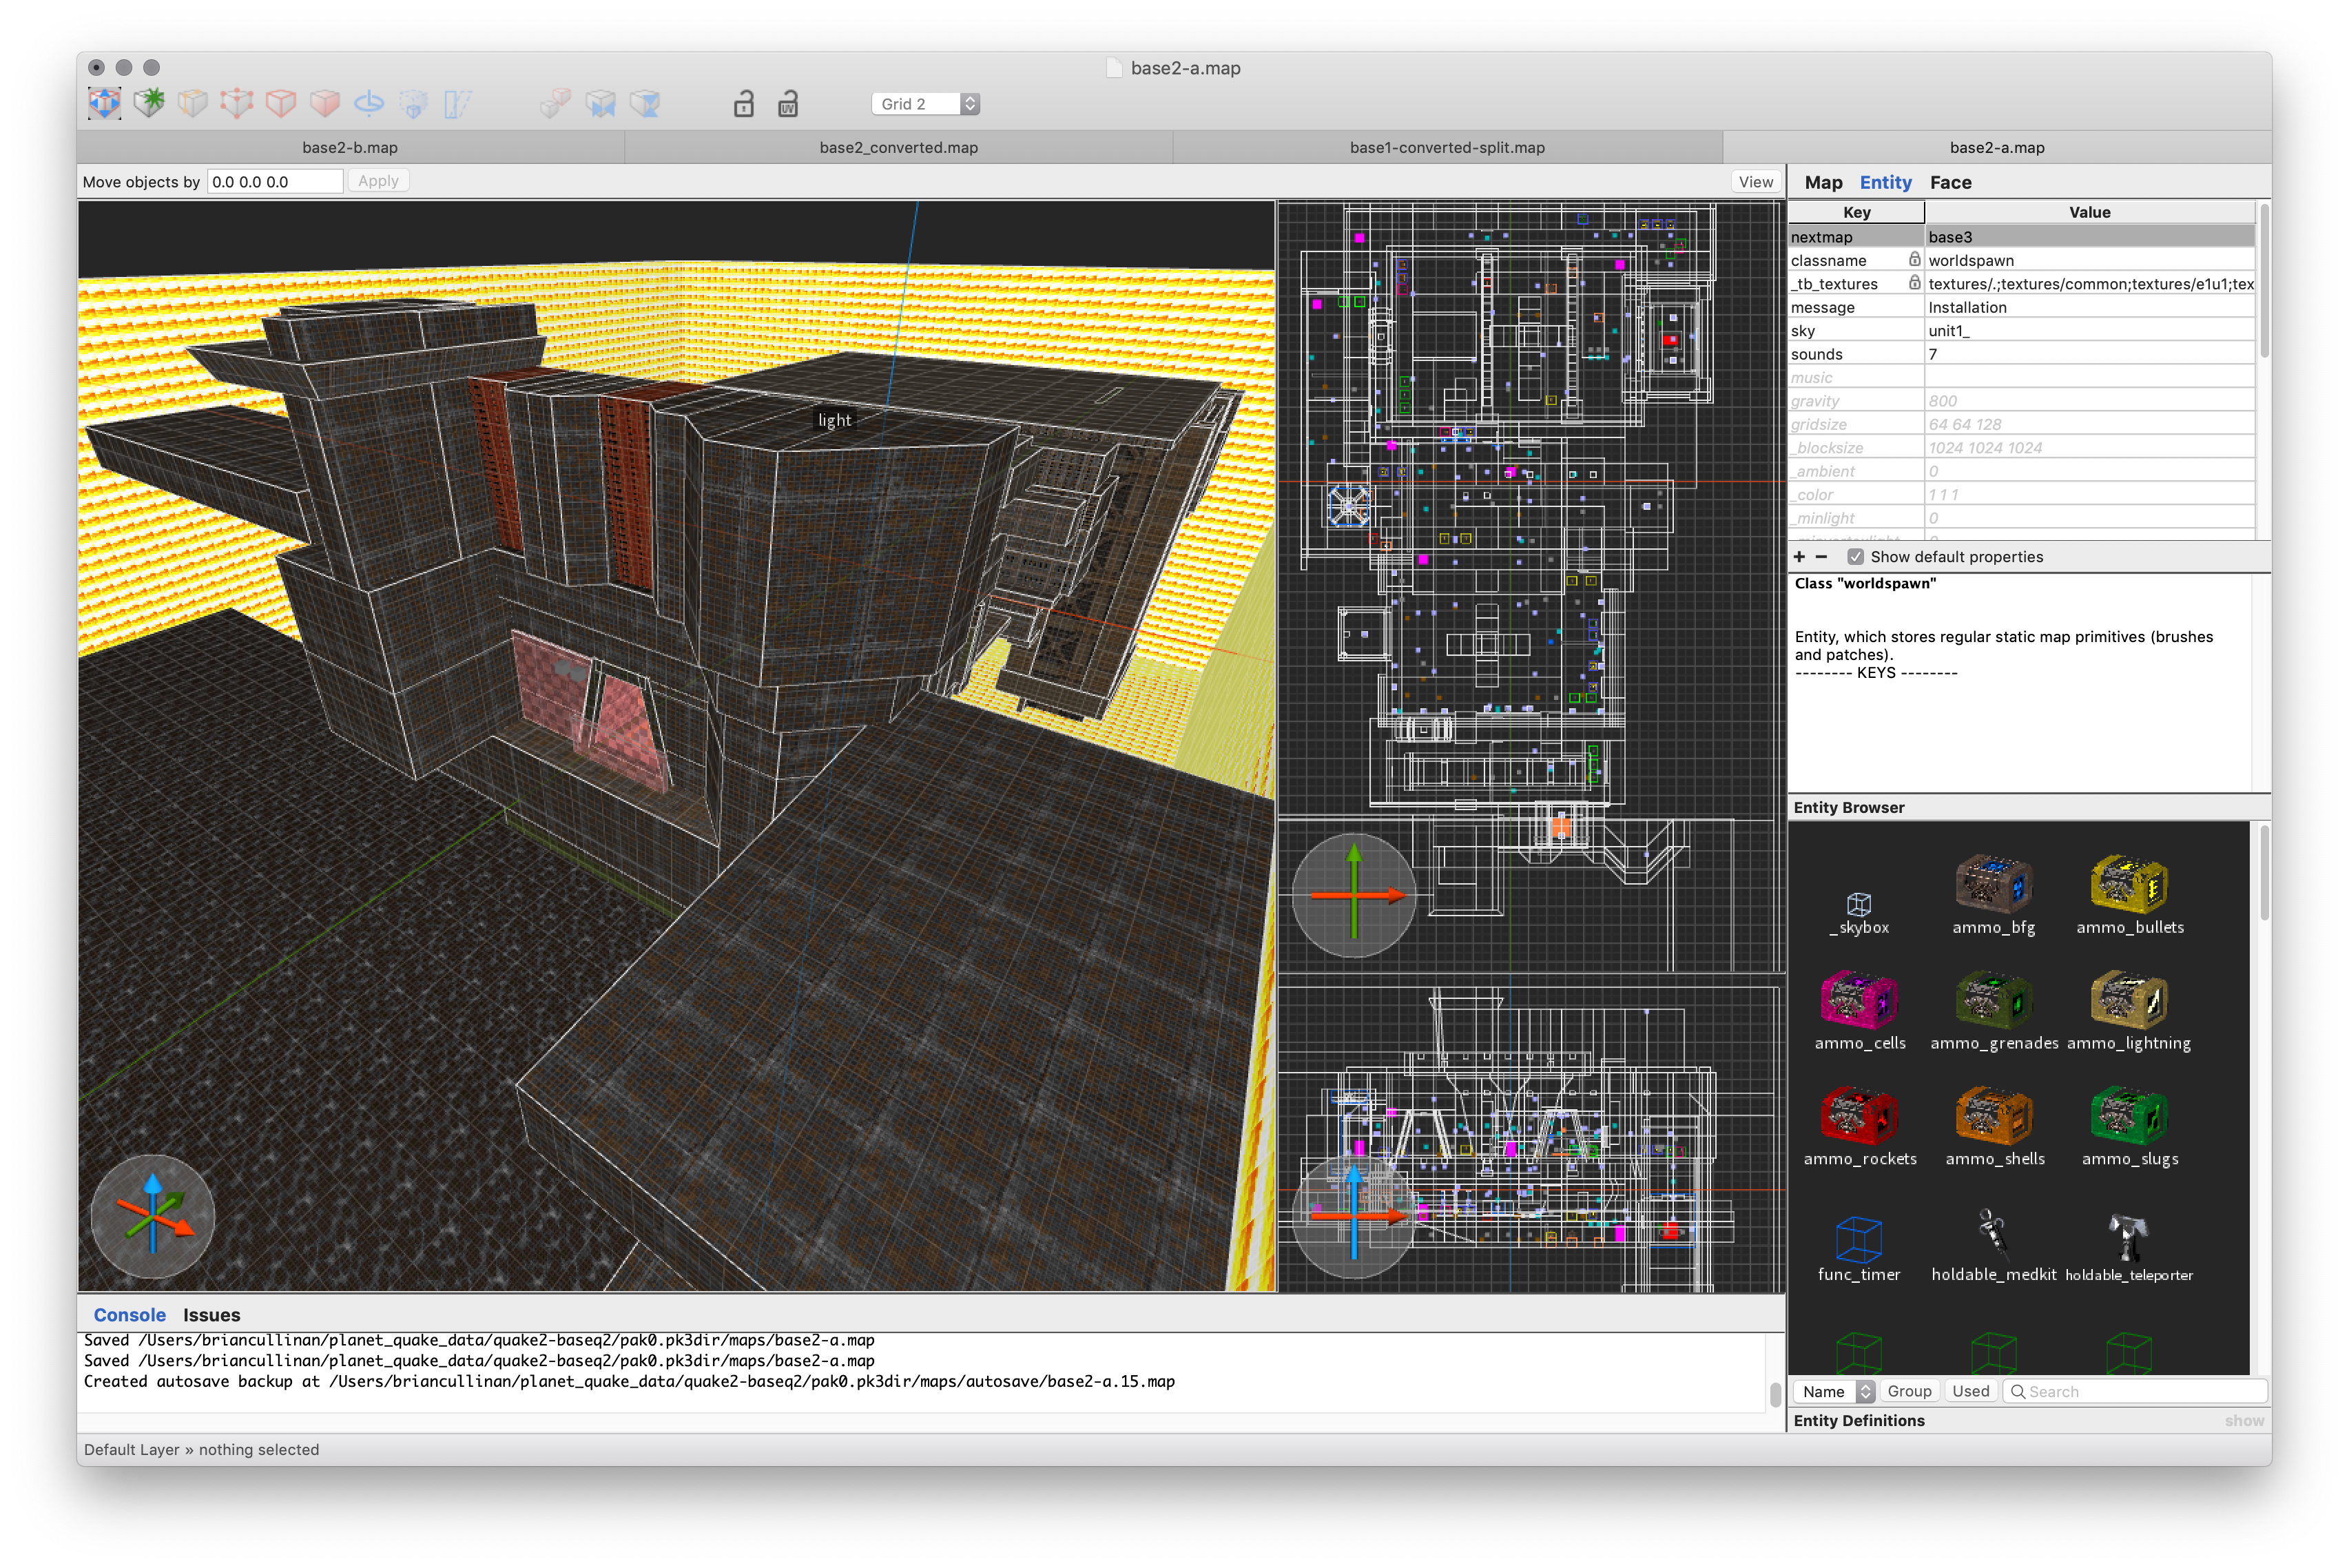 base2-a.map
UV
Grid 2
base2-b.map
base2_converted.map
base1-converted-split.map
base2-a.map
Move objects by 0.0 0.0 0.0 Apply
View
Map Entity Face
Key Value
nextmap base3
classname worldspawn
_tb_textures textures/.;textures/common;textures/e1u1;tex
message Installation
sky unit1_
sounds 7
music
gravity 800
gridsize 64 64 128
_blocksize 1024 1024 1024
_ambient 0
_color 1 1 1
_minlight 0
+ − Show default properties
Class "worldspawn"
Entity, which stores regular static map primitives (brushes
and patches).
-------- KEYS --------
light
Entity Browser
_skybox ammo_bfg ammo_bullets
ammo_cells ammo_grenades ammo_lightning
ammo_rockets ammo_shells ammo_slugs
func_timer holdable_medkit holdable_teleporter
Name Group Used Search
Entity Definitions show
Console Issues
Saved /Users/briancullinan/planet_quake_data/quake2-baseq2/pak0.pk3dir/maps/base2-a.map
Saved /Users/briancullinan/planet_quake_data/quake2-baseq2/pak0.pk3dir/maps/base2-a.map
Created autosave backup at /Users/briancullinan/planet_quake_data/quake2-baseq2/pak0.pk3dir/maps/autosave/base2-a.15.map
Default Layer » nothing selected